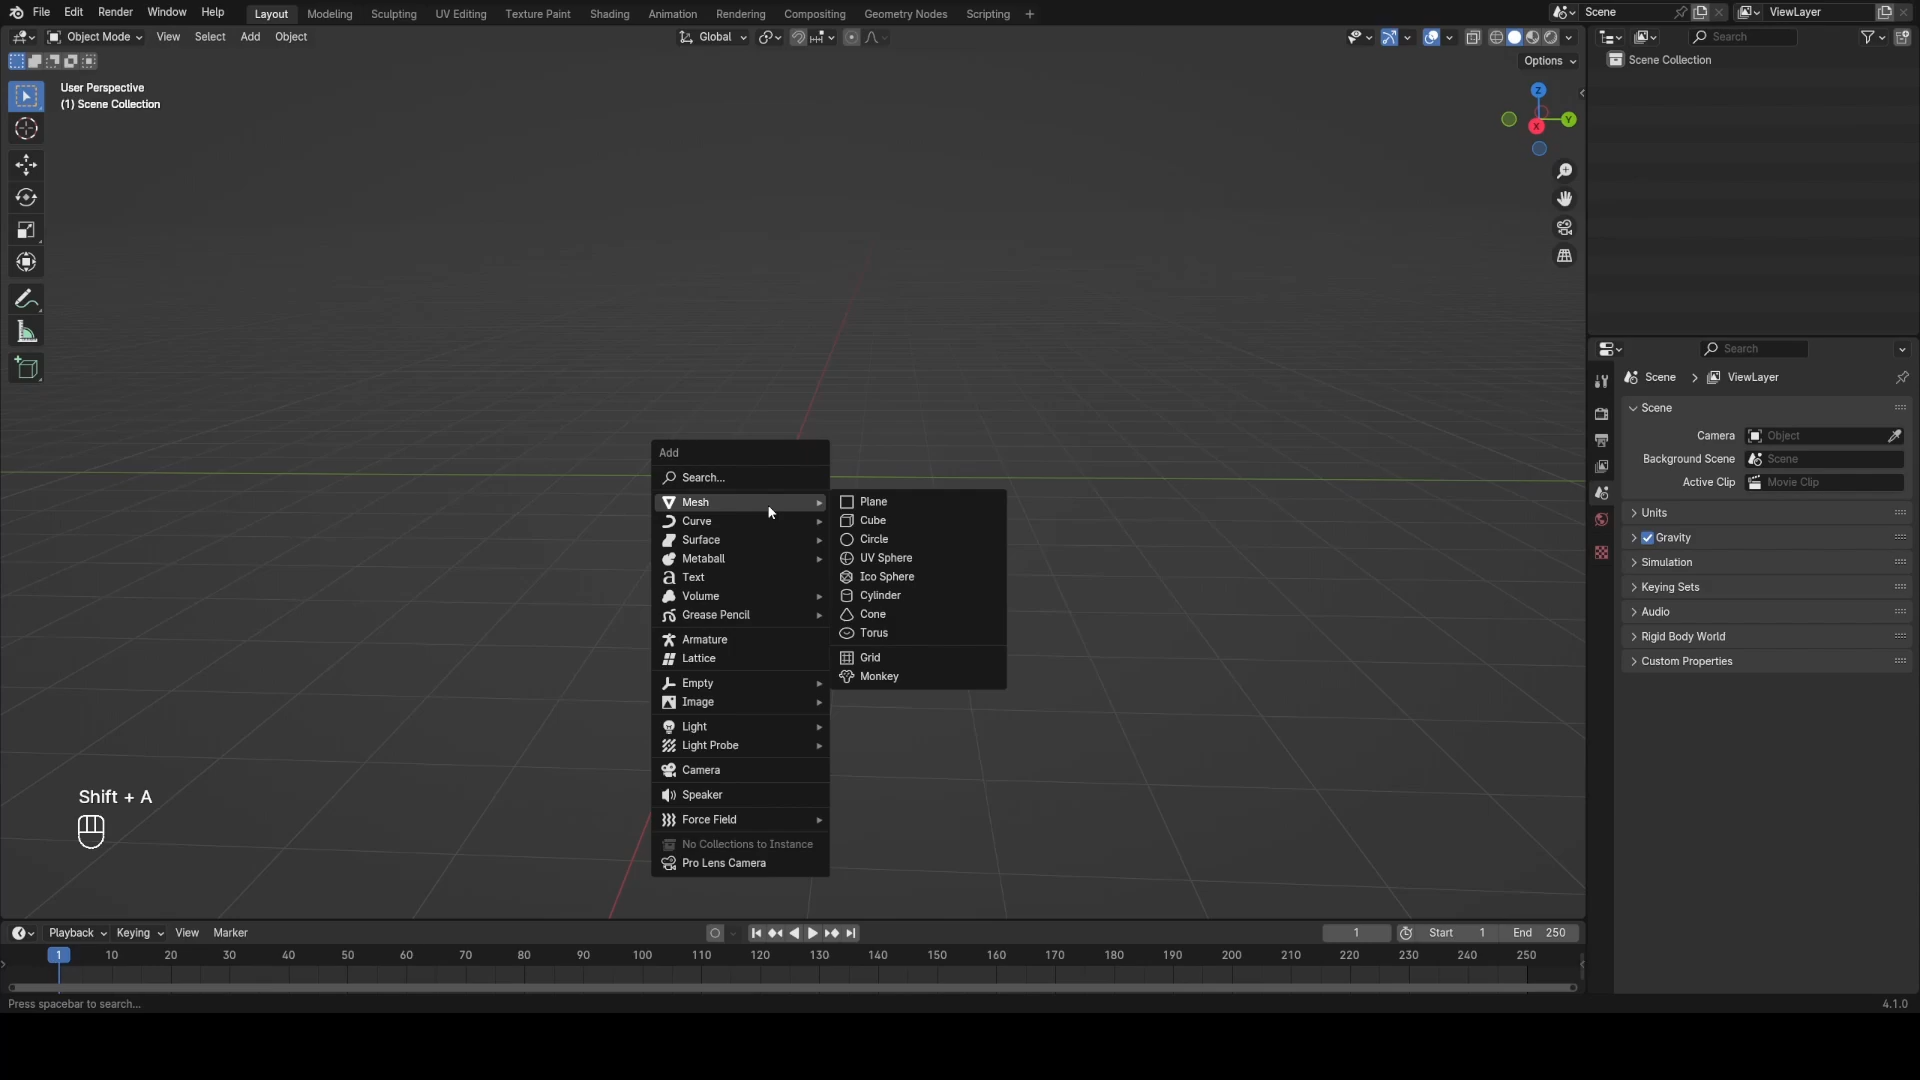 File Edit Render Window Help Layout Modeling Sculpting UV Editing Texture Paint Shading Animation Rendering Compositing Geometry Nodes Scripting + Scene ViewLayer
Object Mode View Select Add Object Global Search
Options
User Perspective
(1) Scene Collection
Scene Collection
Z
Y
X
Search
Scene > ViewLayer
Scene
Camera Object
Background Scene Scene
Active Clip Movie Clip
Units
Gravity
Simulation
Keying Sets
Audio
Rigid Body World
Custom Properties
Add
Search...
Mesh
Curve
Surface
Metaball
Text
Volume
Grease Pencil
Armature
Lattice
Empty
Image
Light
Light Probe
Camera
Speaker
Force Field
No Collections to Instance
Pro Lens Camera
Plane
Cube
Circle
UV Sphere
Ico Sphere
Cylinder
Cone
Torus
Grid
Monkey
Shift + A
Playback Keying View Marker 1 Start 1 End 250
1 10 20 30 40 50 60 70 80 90 100 110 120 130 140 150 160 170 180 190 200 210 220 230 240 250
Press spacebar to search... 4.1.0